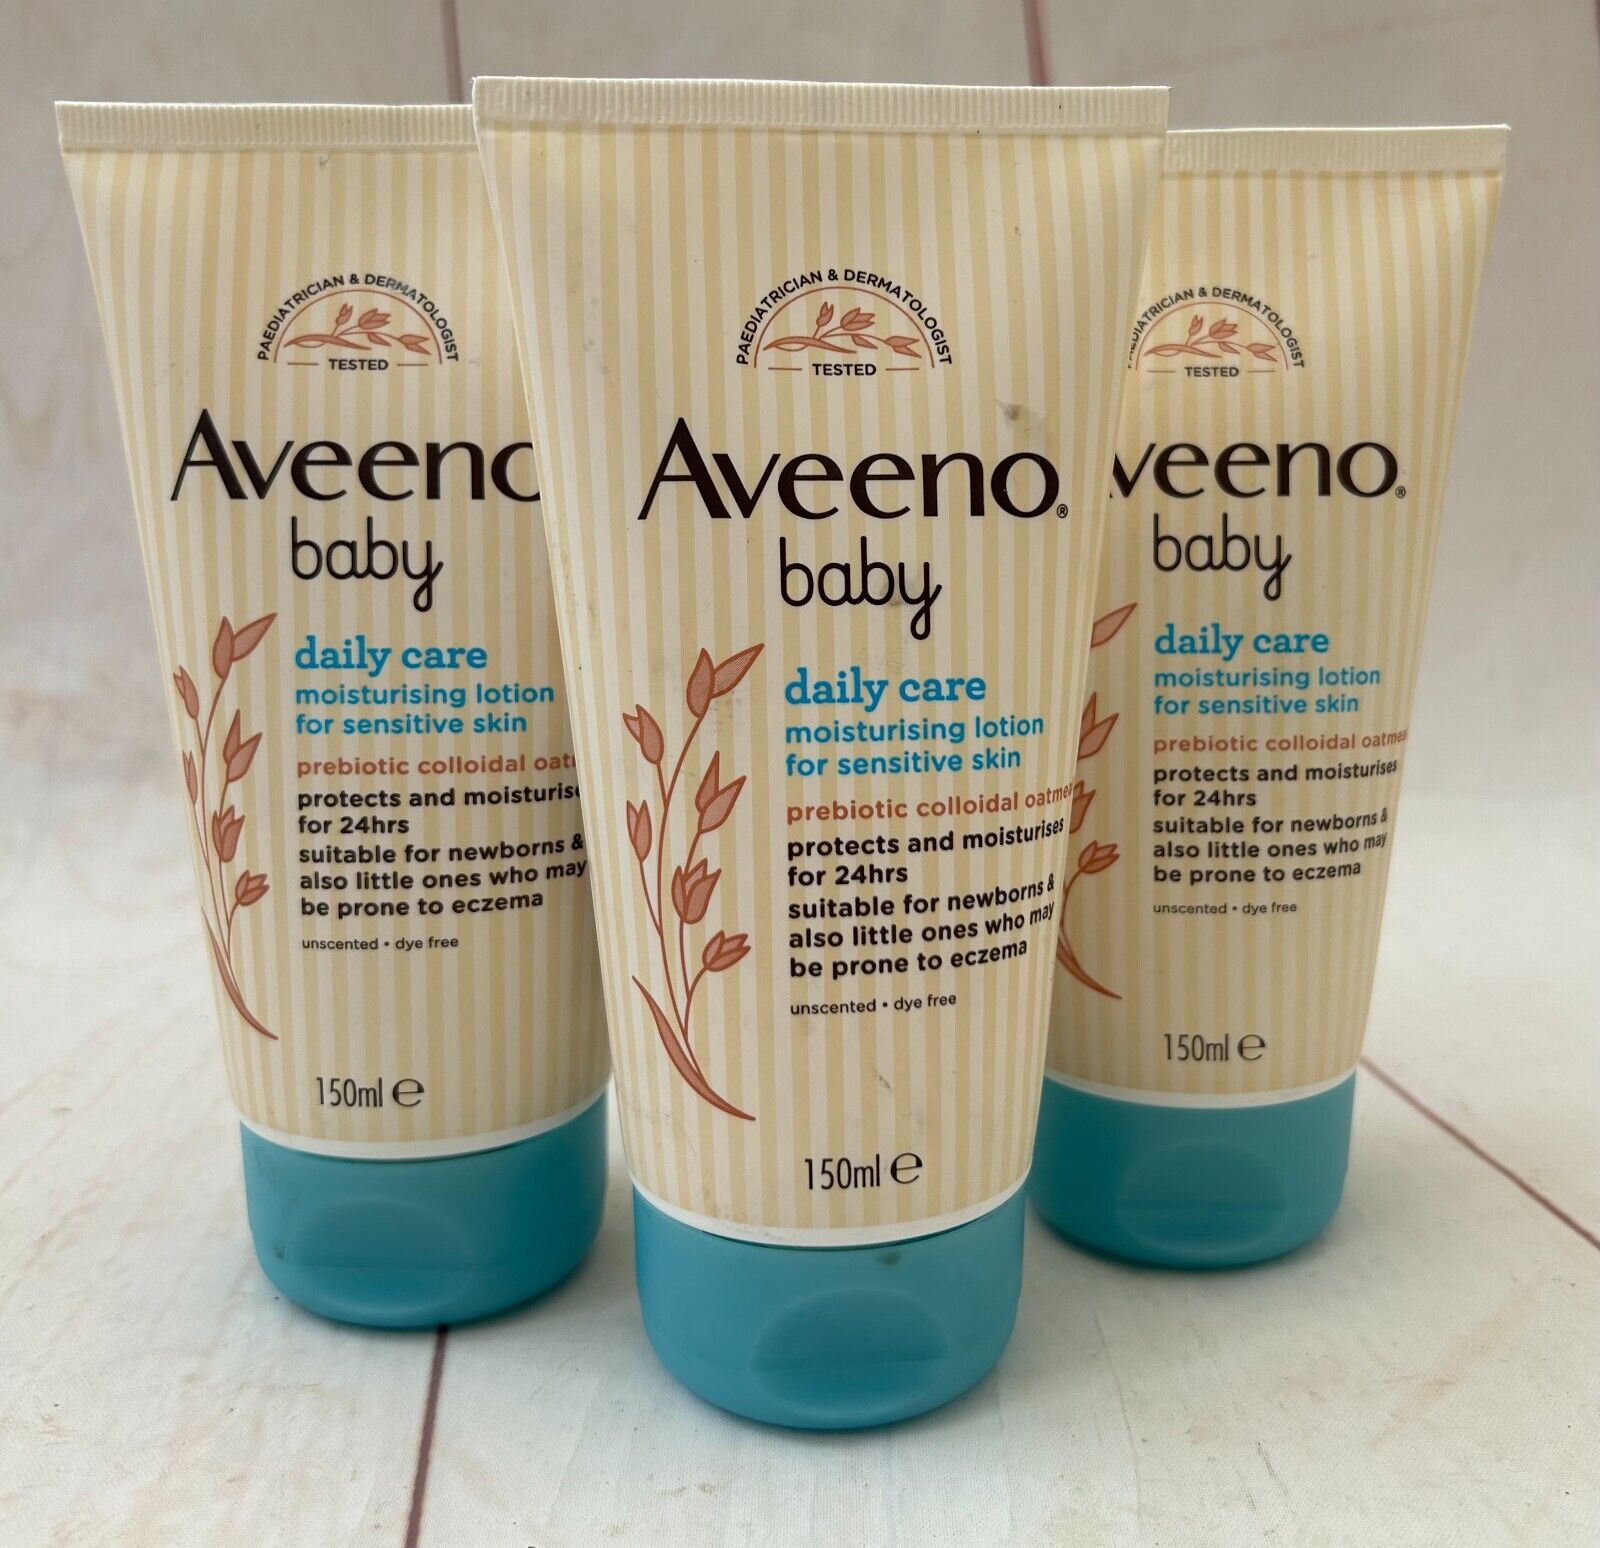 PAEDIATRICIAN & DERMATOLOGIST
TESTED
Aveeno
baby
daily care
moisturising lotion
for sensitive skin
prebiotic colloidal
protects and
for 24hrs
suitable for newborns &
also little ones who may
be prone to eczema
unscented • dye free
150ml ℮
PAEDIATRICIAN & DERMATOLOGIST
TESTED
Aveeno®
baby
daily care
moisturising lotion
for sensitive skin
prebiotic colloidal oatmeal
protects and moisturises
for 24hrs
suitable for newborns &
also little ones who may
be prone to eczema
unscented • dye free
150ml ℮
PAEDIATRICIAN & DERMATOLOGIST
TESTED
Aveeno®
baby
daily care
moisturising lotion
for sensitive skin
prebiotic colloidal oatmeal
protects and moisturises
for 24hrs
suitable for newborns &
also little ones who may
be prone to eczema
unscented • dye free
150ml ℮